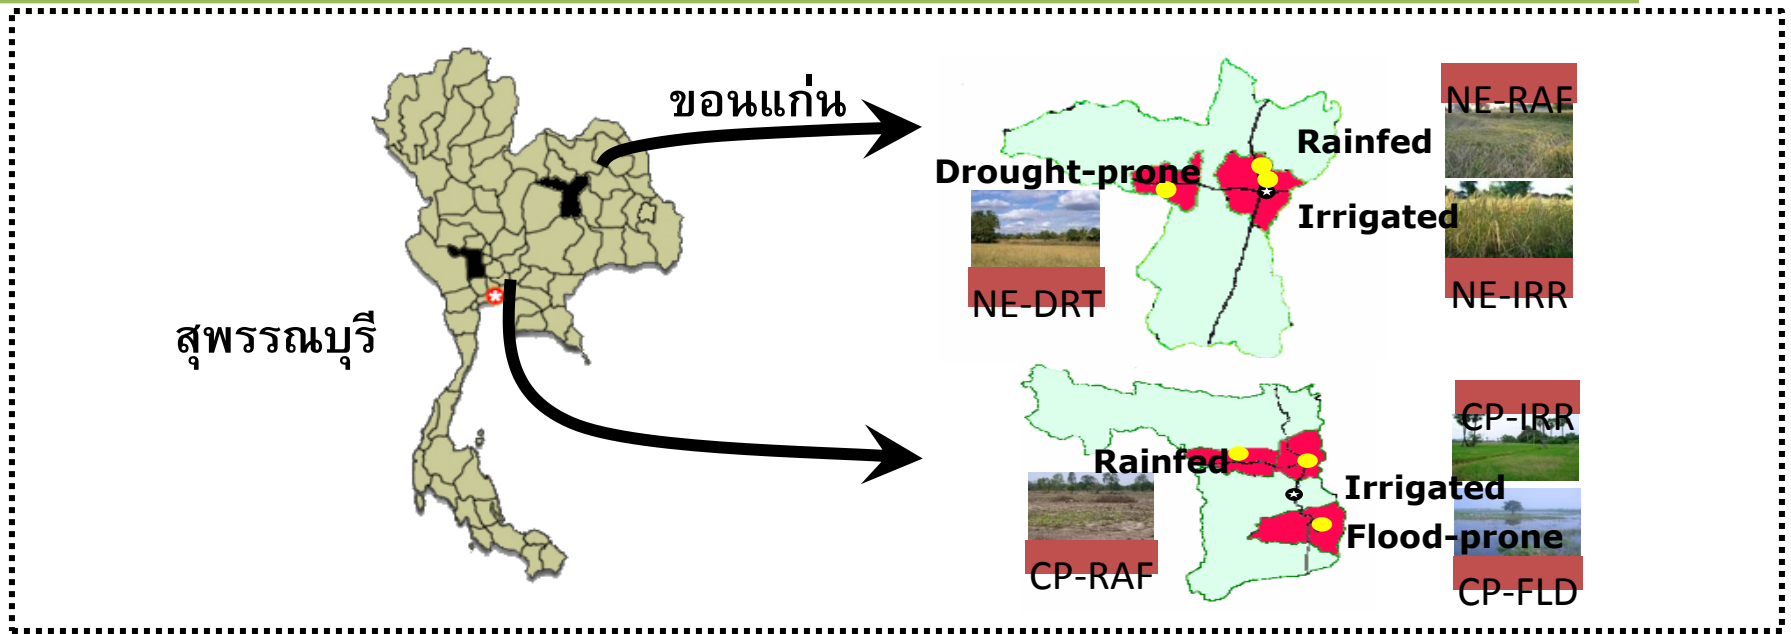 ขอนแก่น
สุพรรณบุรี
NE-RAF
Rainfed
Drought-prone
Irrigated
NE-DRT
NE-IRR
CP-IRR
Rainfed
Irrigated
Flood-prone
CP-RAF
CP-FLD